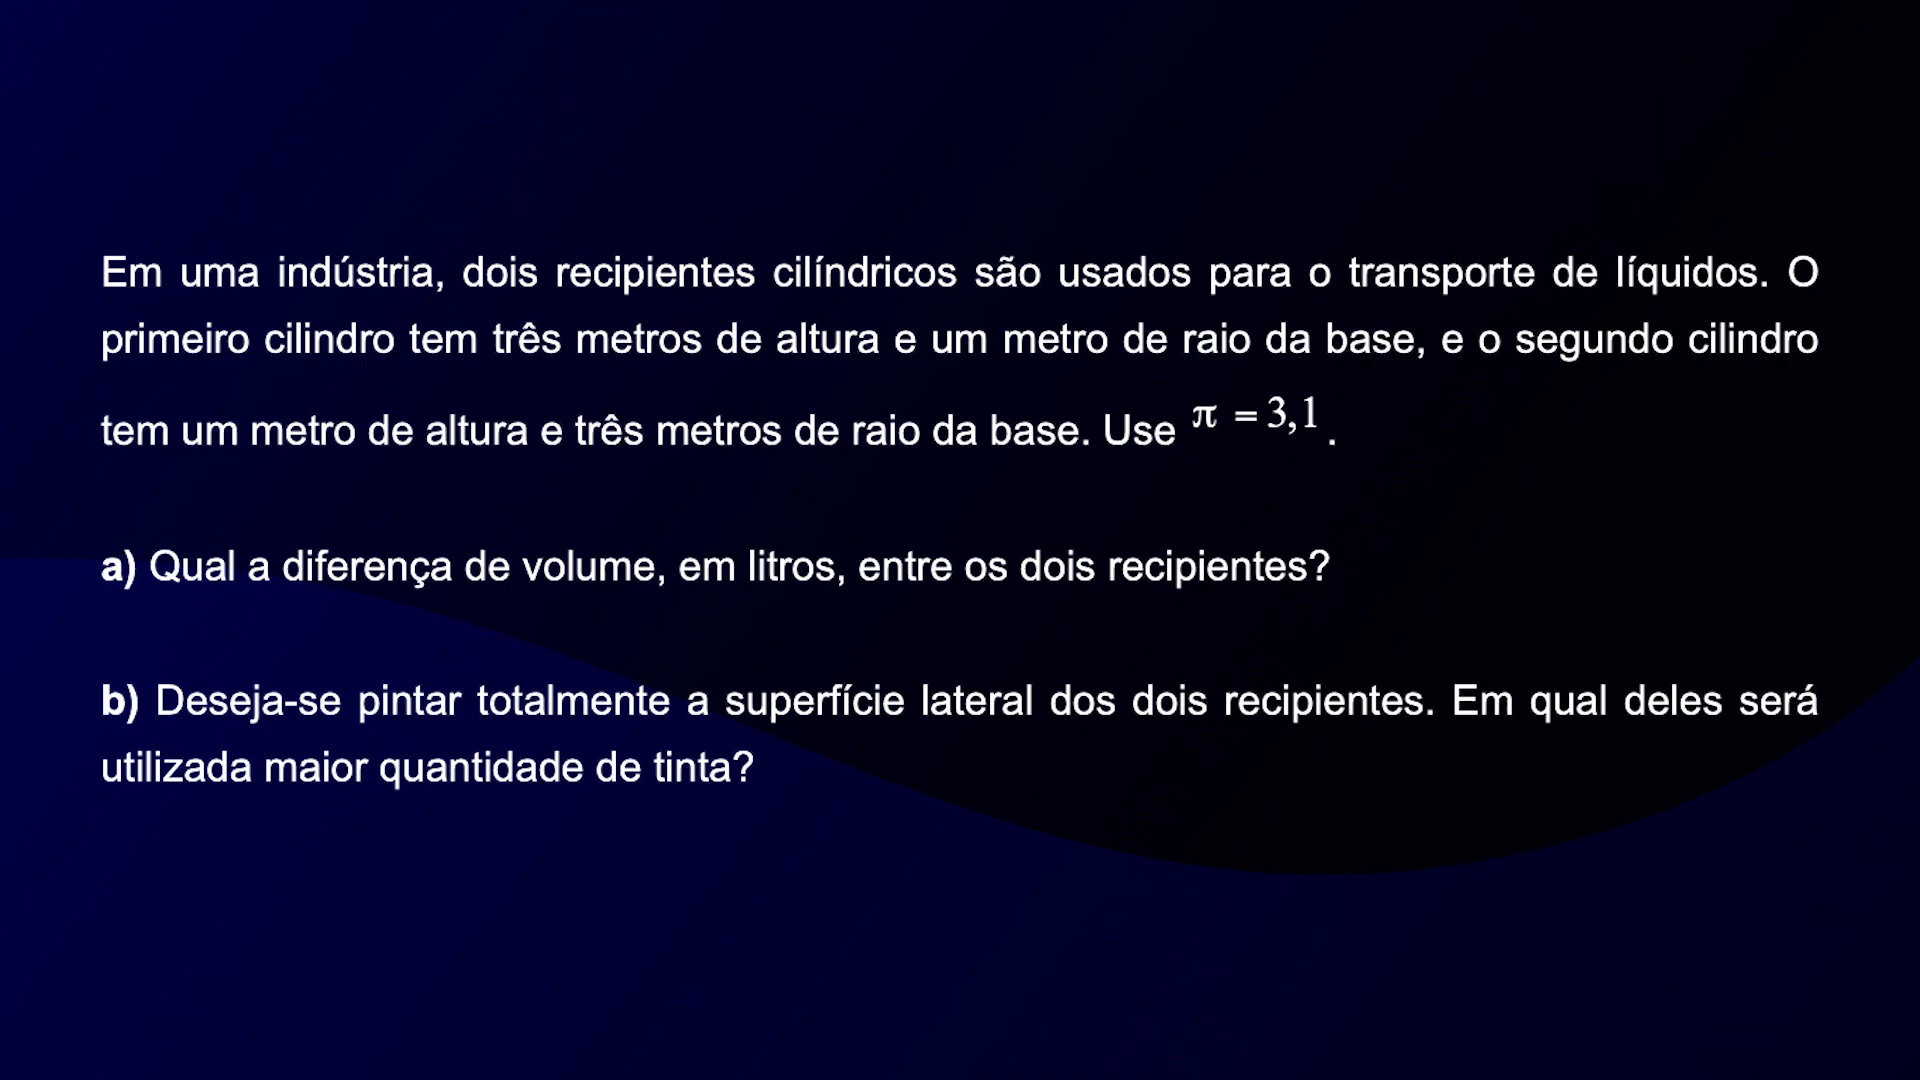 Em uma indústria, dois recipientes cilíndricos são usados para o transporte de líquidos. O
primeiro cilindro tem três metros de altura e um metro de raio da base, e o segundo cilindro
tem um metro de altura e três metros de raio da base. Use π = 3,1.
a) Qual a diferença de volume, em litros, entre os dois recipientes?
b) Deseja-se pintar totalmente a superfície lateral dos dois recipientes. Em qual deles será
utilizada maior quantidade de tinta?